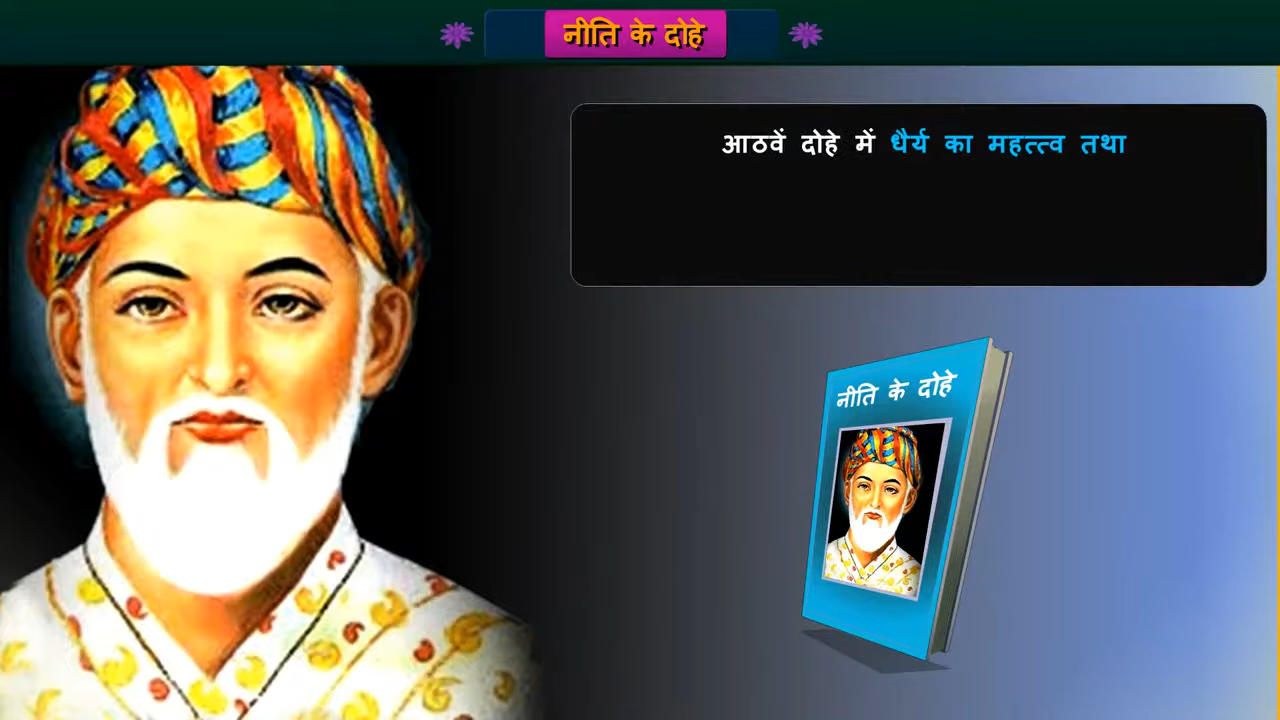 नीति के दोहे
आठवें दोहे में धैर्य का महत्त्व तथा
नीति के दोहे